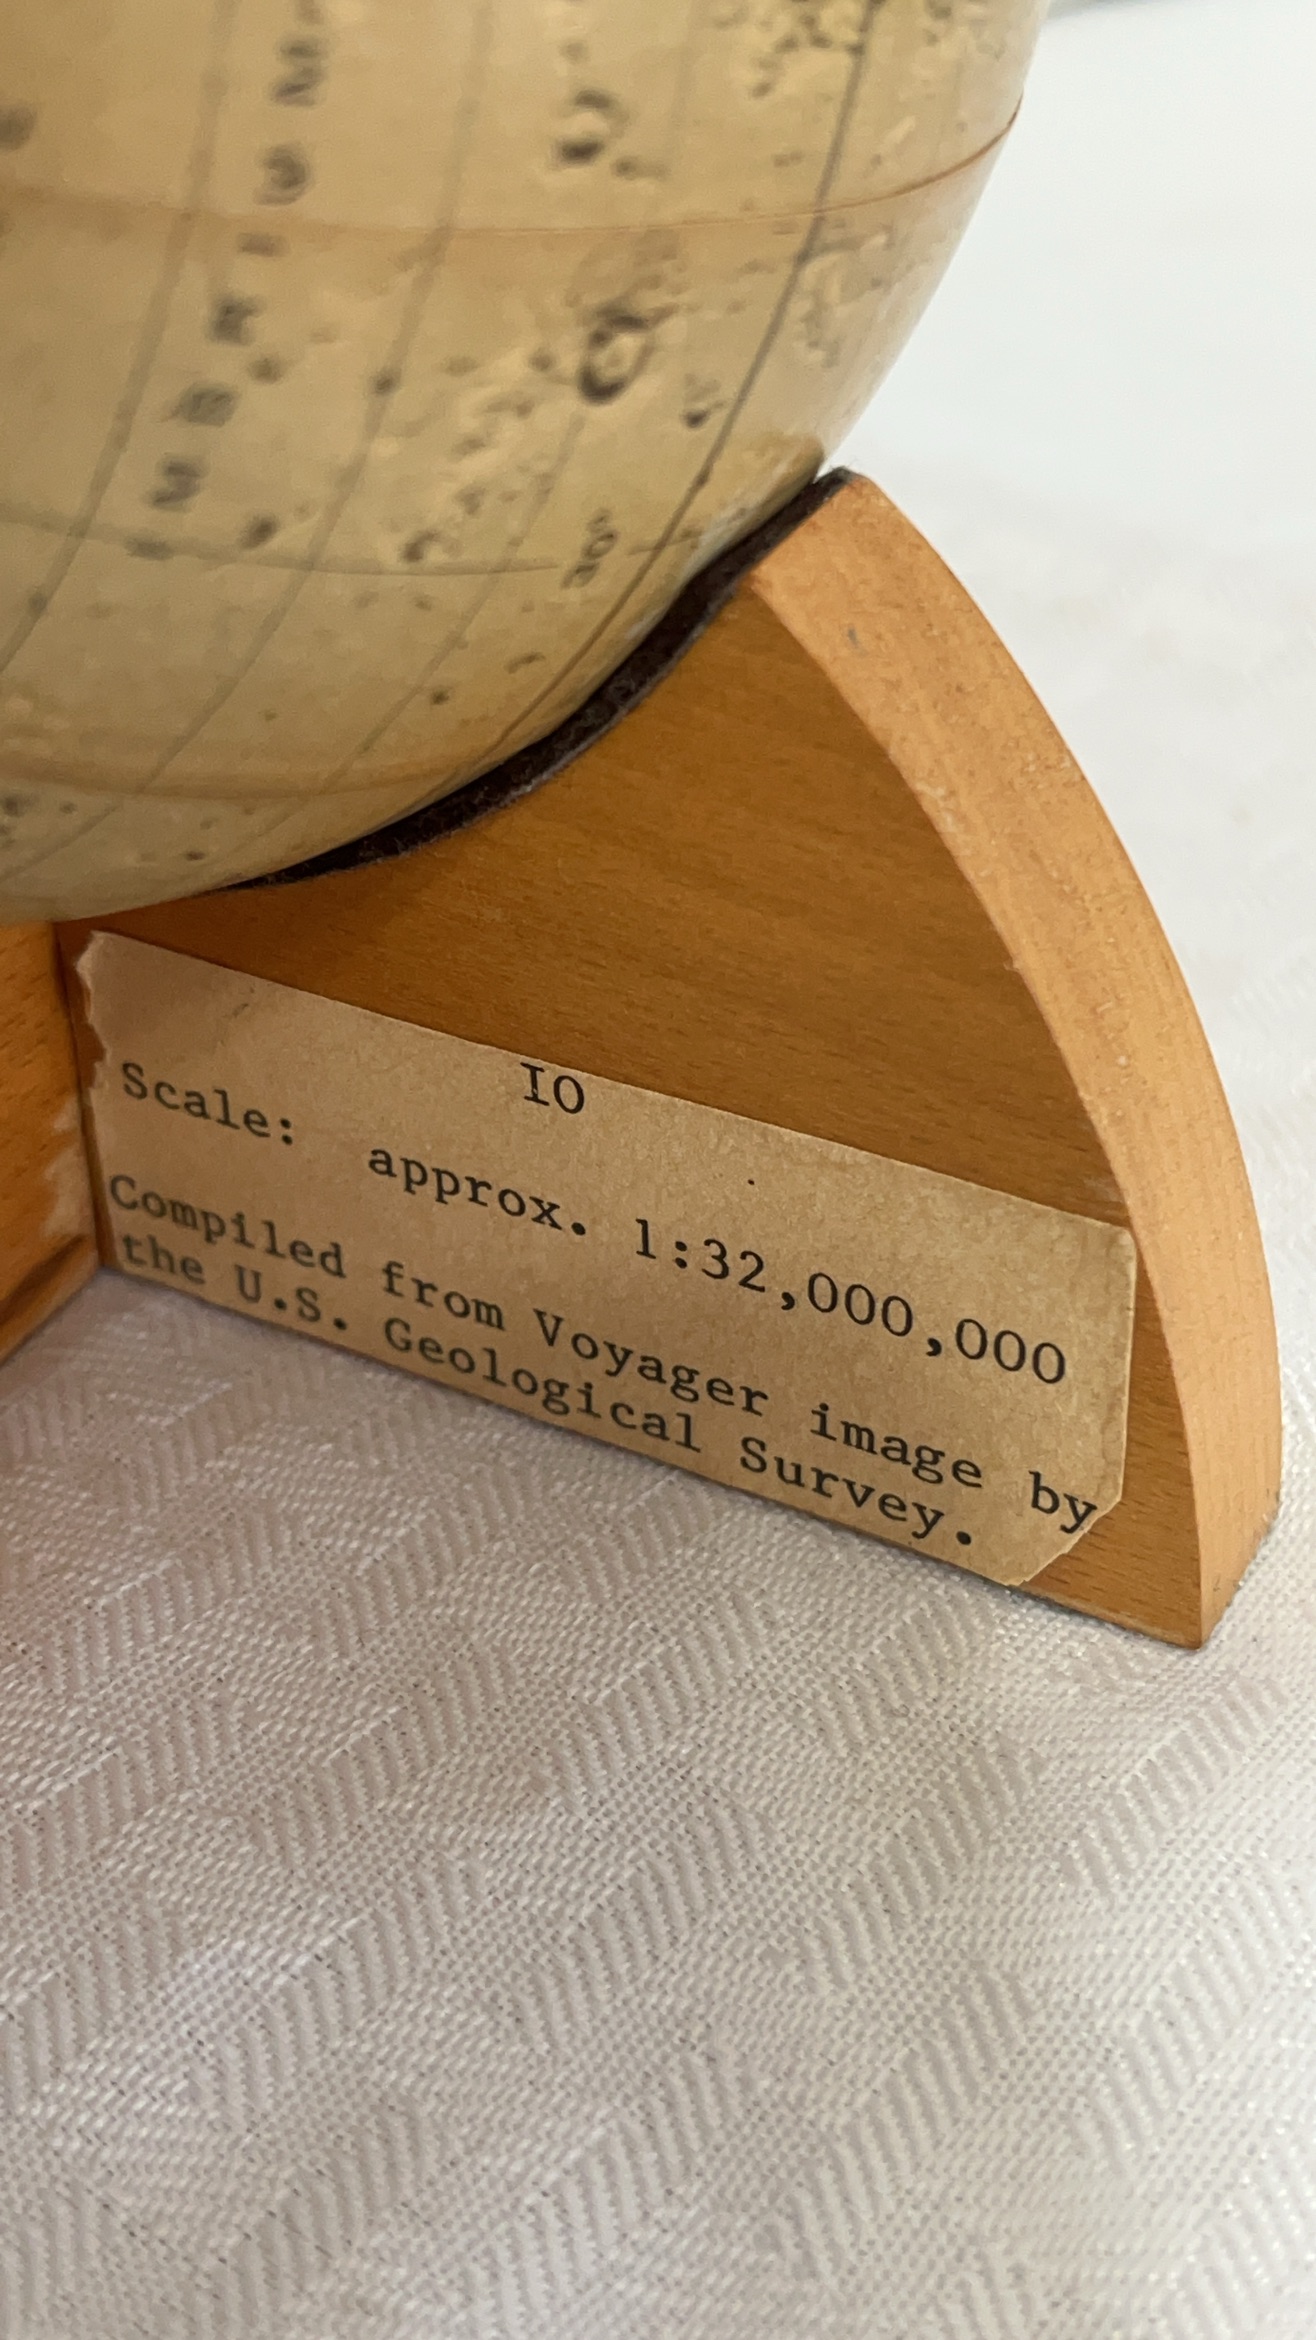 IO
Scale: approx. 1:32,000,000
Compiled from Voyager image by
the U.S. Geological Survey.